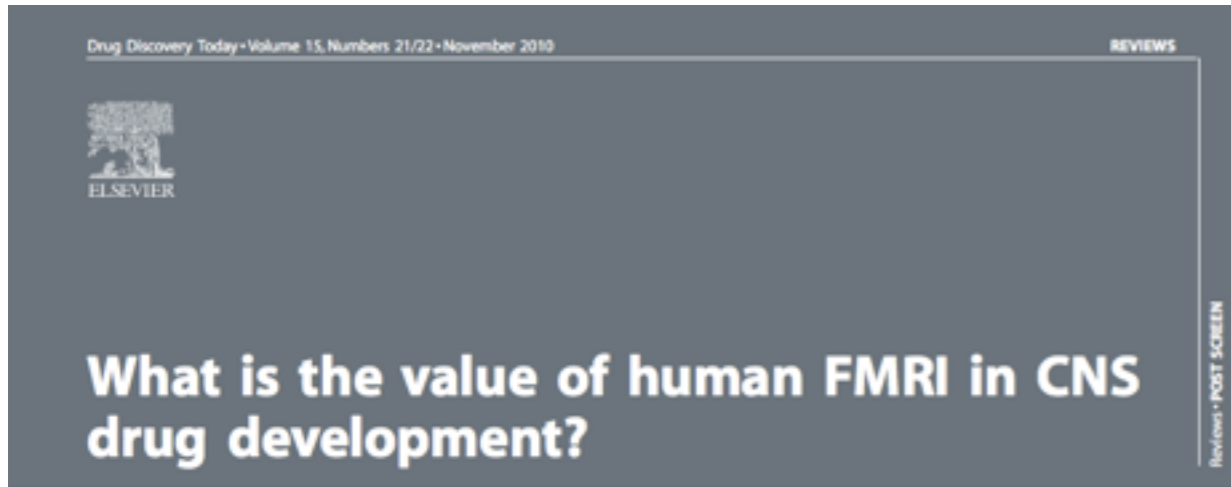 Drug Discovery Today • Volume 15, Numbers 21/22 • November 2010
REVIEWS
ELSEVIER
What is the value of human FMRI in CNS
drug development?
Reviews • POST SCREEN